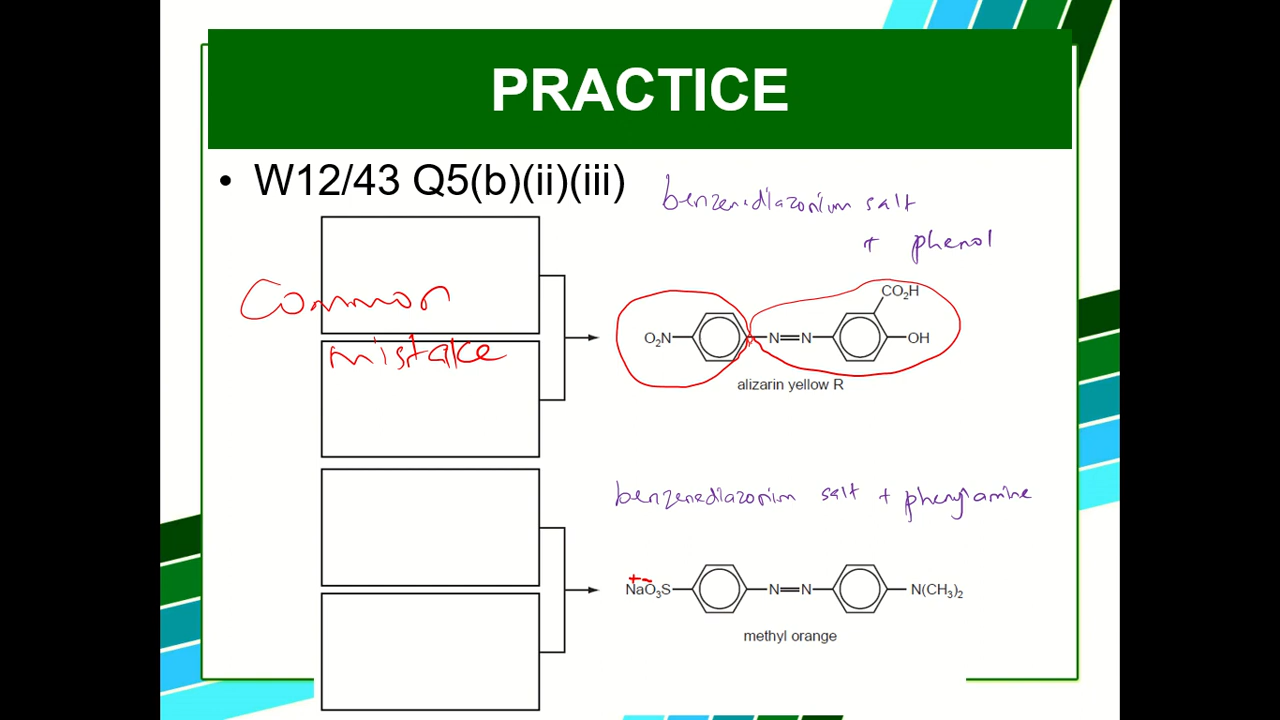 PRACTICE
• W12/43 Q5(b)(ii)(iii)
benzenediazonium salt
+ phenol
Common
mistake
CO₂H
O₂N N=N OH
alizarin yellow R
benzenediazonium salt + phenylamine
+ -
NaO₃S N=N N(CH₃)₂
methyl orange